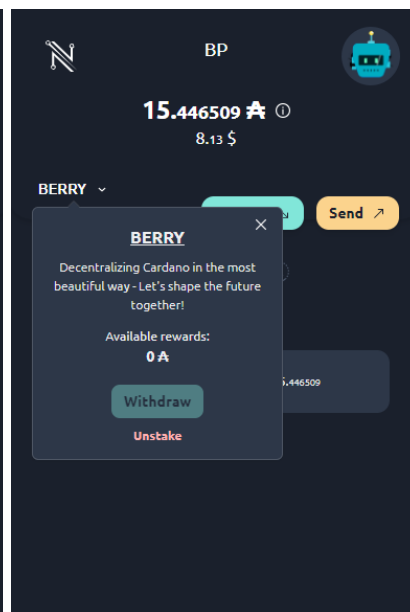 BP
15.446509 ₳
8.13 $
BERRY
Send
BERRY
Decentralizing Cardano in the most
beautiful way - Let's shape the future
together!
Available rewards:
0 ₳
Withdraw
Unstake
.446509